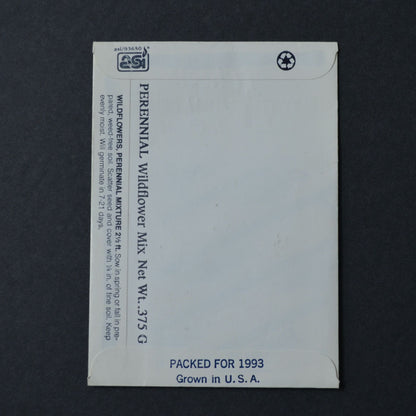 PERENNIAL Wildflower Mix Net Wt. .375 G
WILDFLOWERS, PERENNIAL MIXTURE 2½ ft. Sow in spring or fall in pre-
pared, weed-free soil. Scatter seed and cover with ⅛ in. of fine soil. Keep
evenly moist. Will germinate in 7-21 days.
PACKED FOR 1993
Grown in U.S.A.